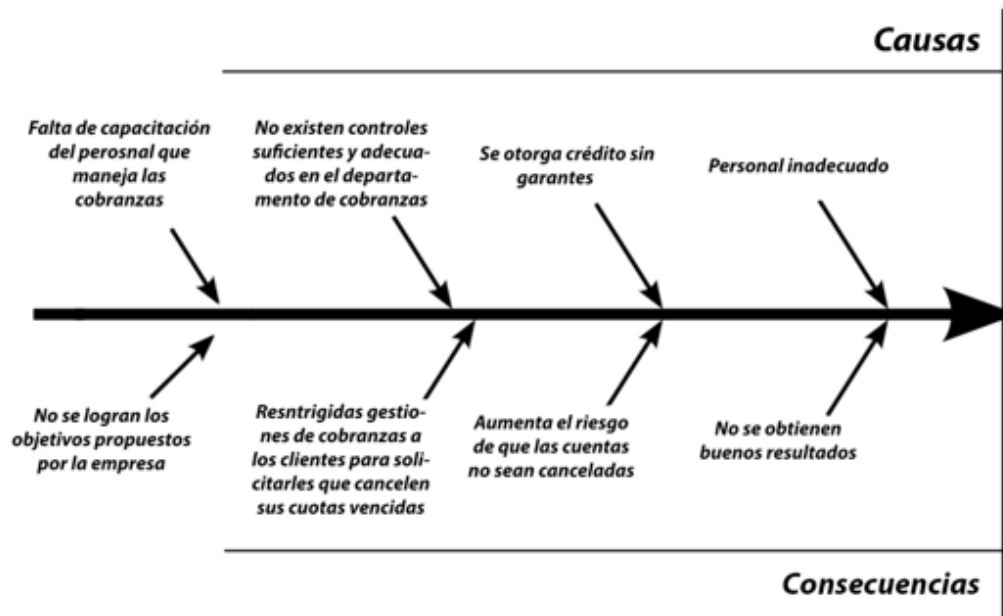 Causas
Falta de capacitación
del perosnal que
maneja las
cobranzas
No existen controles
suficientes y adecua-
dos en el departa-
mento de cobranzas
Se otorga crédito sin
garantes
Personal inadecuado
No se logran los
objetivos propuestos
por la empresa
Resntrigidas gestio-
nes de cobranzas a
los clientes para soli-
citarles que cancelen
sus cuotas vencidas
Aumenta el riesgo
de que las cuentas
no sean canceladas
No se obtienen
buenos resultados
Consecuencias